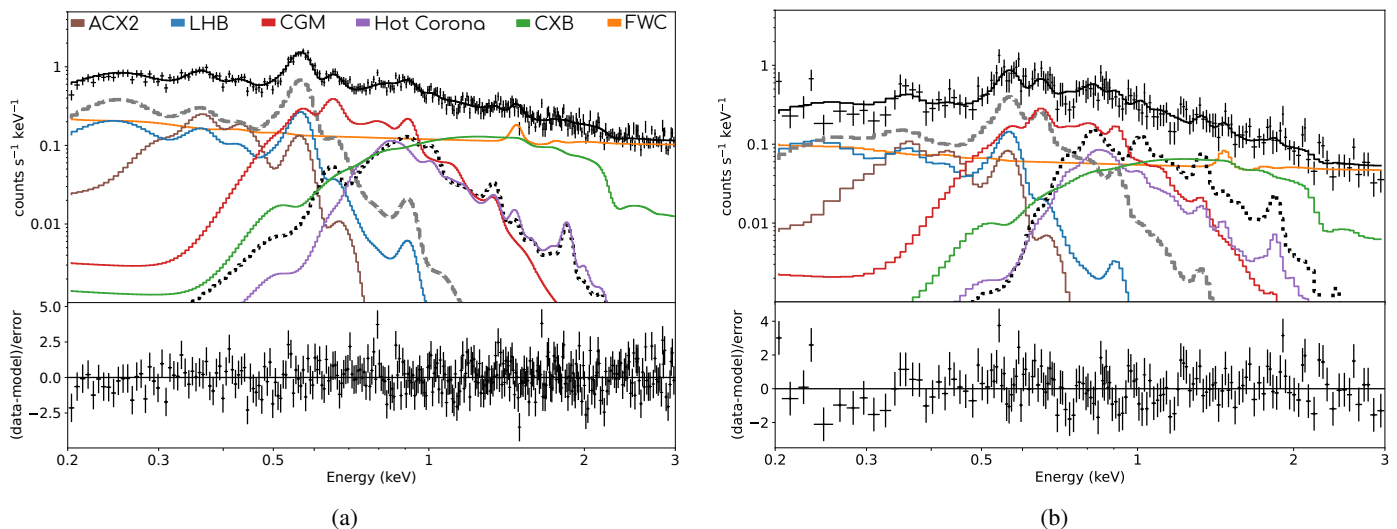 ACX2 LHB CGM Hot Corona CXB FWC
1
0.1
0.01
counts s⁻¹ keV⁻¹
5.0
2.5
0.0
−2.5
(data-model)/error
0.2 0.3 0.5 1 2 3
Energy (keV)
(a)
1
0.1
0.01
counts s⁻¹ keV⁻¹
4
2
0
−2
(data-model)/error
0.2 0.3 0.5 1 2 3
Energy (keV)
(b)